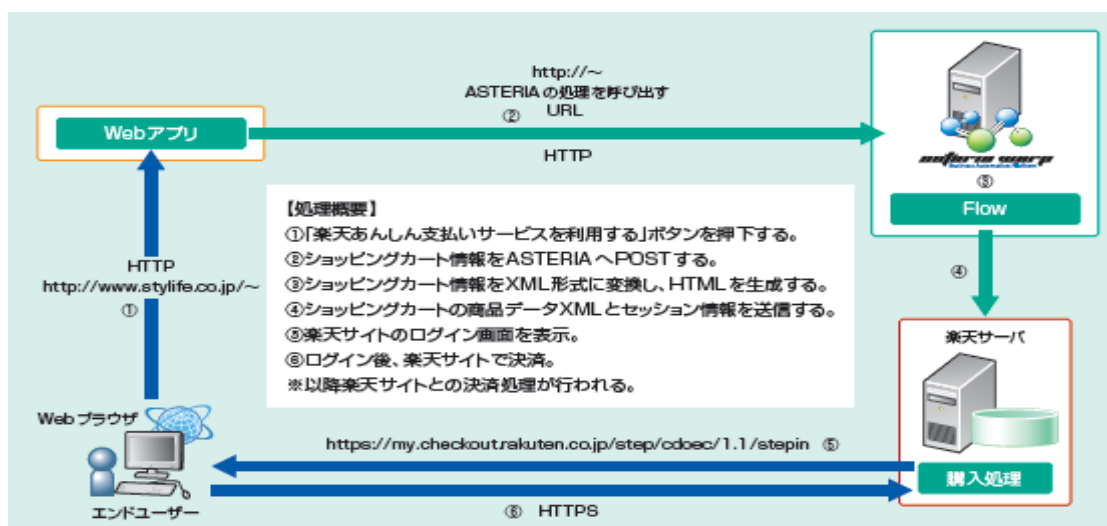 http://～
ASTERIAの処理を呼び出す
② URL
Webアプリ
HTTP
asteria warp
③
Flow
【処理概要】
①「楽天あんしん支払いサービスを利用する」ボタンを押下する。
②ショッピングカート情報をASTERIAへPOSTする。
③ショッピングカート情報をXML形式に変換し、HTMLを生成する。
④ショッピングカートの商品データXMLとセッション情報を送信する。
⑤楽天サイトのログイン画面を表示。
⑥ログイン後、楽天サイトで決済。
※以降楽天サイトとの決済処理が行われる。
HTTP
http://www.stylife.co.jp/～
①
④
楽天サーバ
Webブラウザ
https://my.checkout.rakuten.co.jp/step/cdoec/1.1/stepin ⑤
購入処理
エンドユーザー
⑥ HTTPS